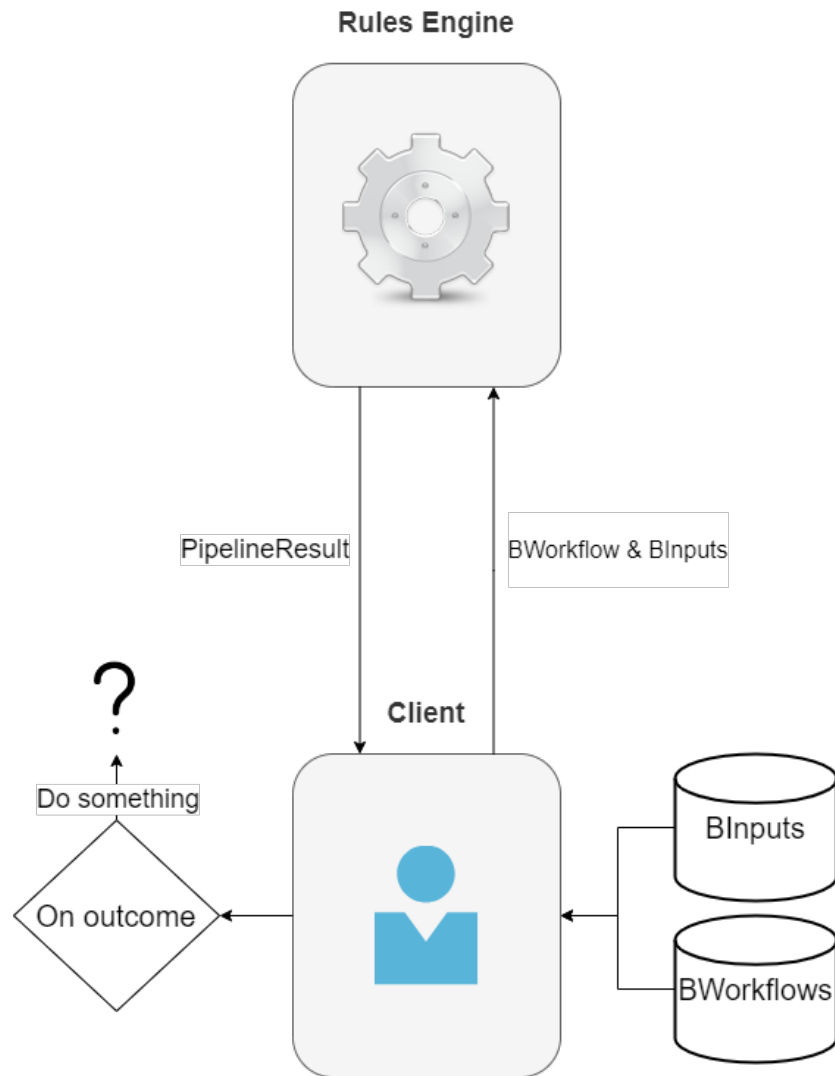 Rules Engine
PipelineResult
BWorkflow & BInputs
?
Client
Do something
On outcome
BInputs
BWorkflows